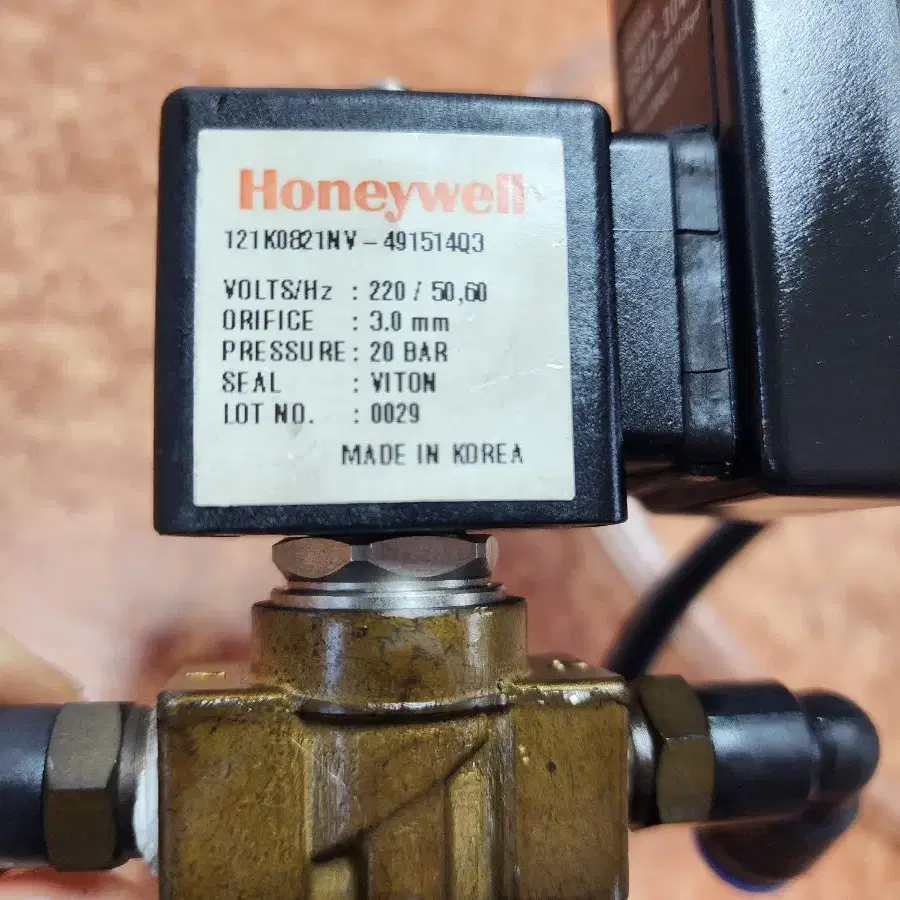 Honeywell
121K0821NV - 491514Q3
VOLTS/Hz : 220 / 50,60
ORIFICE : 3.0 mm
PRESSURE : 20 BAR
SEAL : VITON
LOT NO. : 0029
MADE IN KOREA